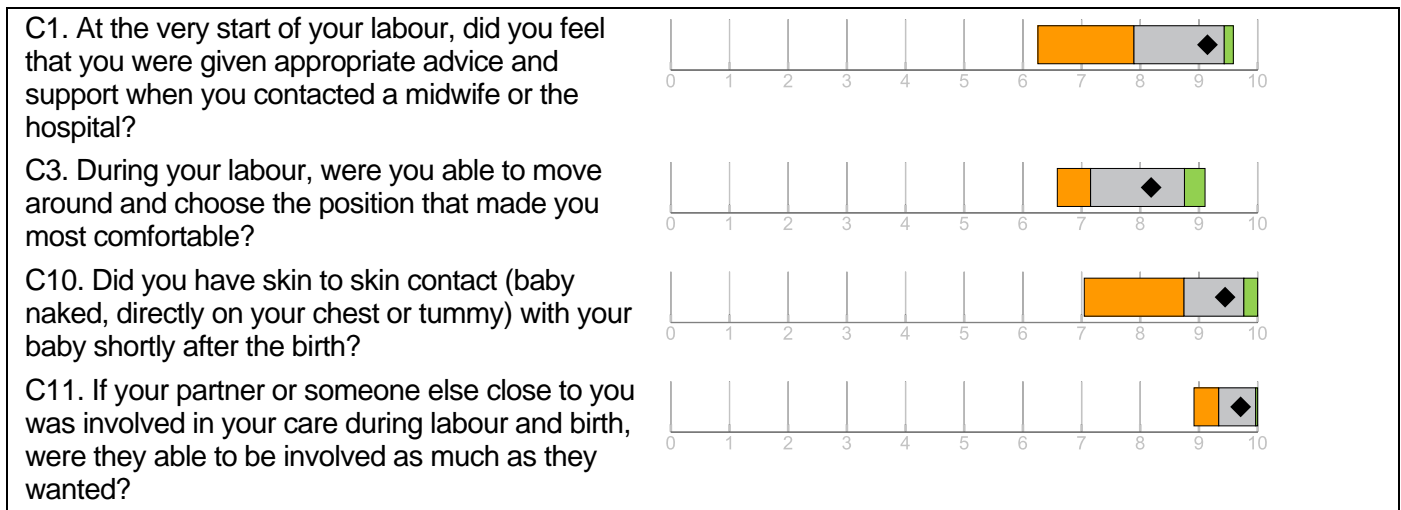 C1. At the very start of your labour, did you feel
that you were given appropriate advice and
support when you contacted a midwife or the
hospital?
0 1 2 3 4 5 6 7 8 9 10
C3. During your labour, were you able to move
around and choose the position that made you
most comfortable?
0 1 2 3 4 5 6 7 8 9 10
C10. Did you have skin to skin contact (baby
naked, directly on your chest or tummy) with your
baby shortly after the birth?
0 1 2 3 4 5 6 7 8 9 10
C11. If your partner or someone else close to you
was involved in your care during labour and birth,
were they able to be involved as much as they
wanted?
0 1 2 3 4 5 6 7 8 9 10